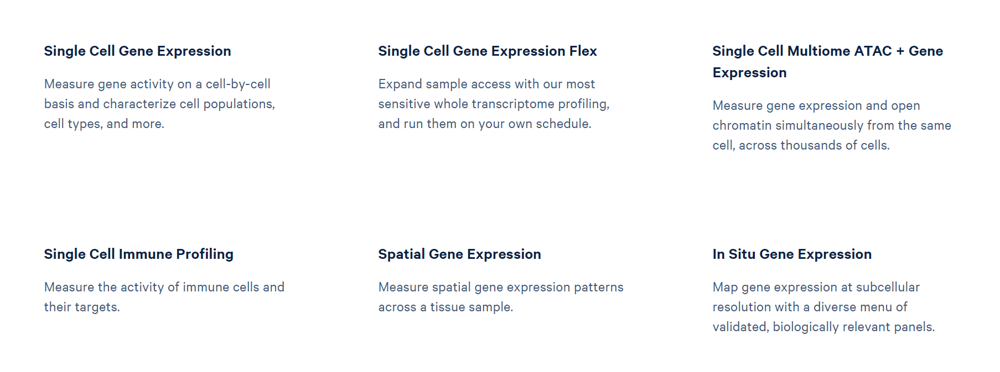 Single Cell Gene Expression
Measure gene activity on a cell-by-cell
basis and characterize cell populations,
cell types, and more.
Single Cell Gene Expression Flex
Expand sample access with our most
sensitive whole transcriptome profiling,
and run them on your own schedule.
Single Cell Multiome ATAC + Gene
Expression
Measure gene expression and open
chromatin simultaneously from the same
cell, across thousands of cells.
Single Cell Immune Profiling
Measure the activity of immune cells and
their targets.
Spatial Gene Expression
Measure spatial gene expression patterns
across a tissue sample.
In Situ Gene Expression
Map gene expression at subcellular
resolution with a diverse menu of
validated, biologically relevant panels.